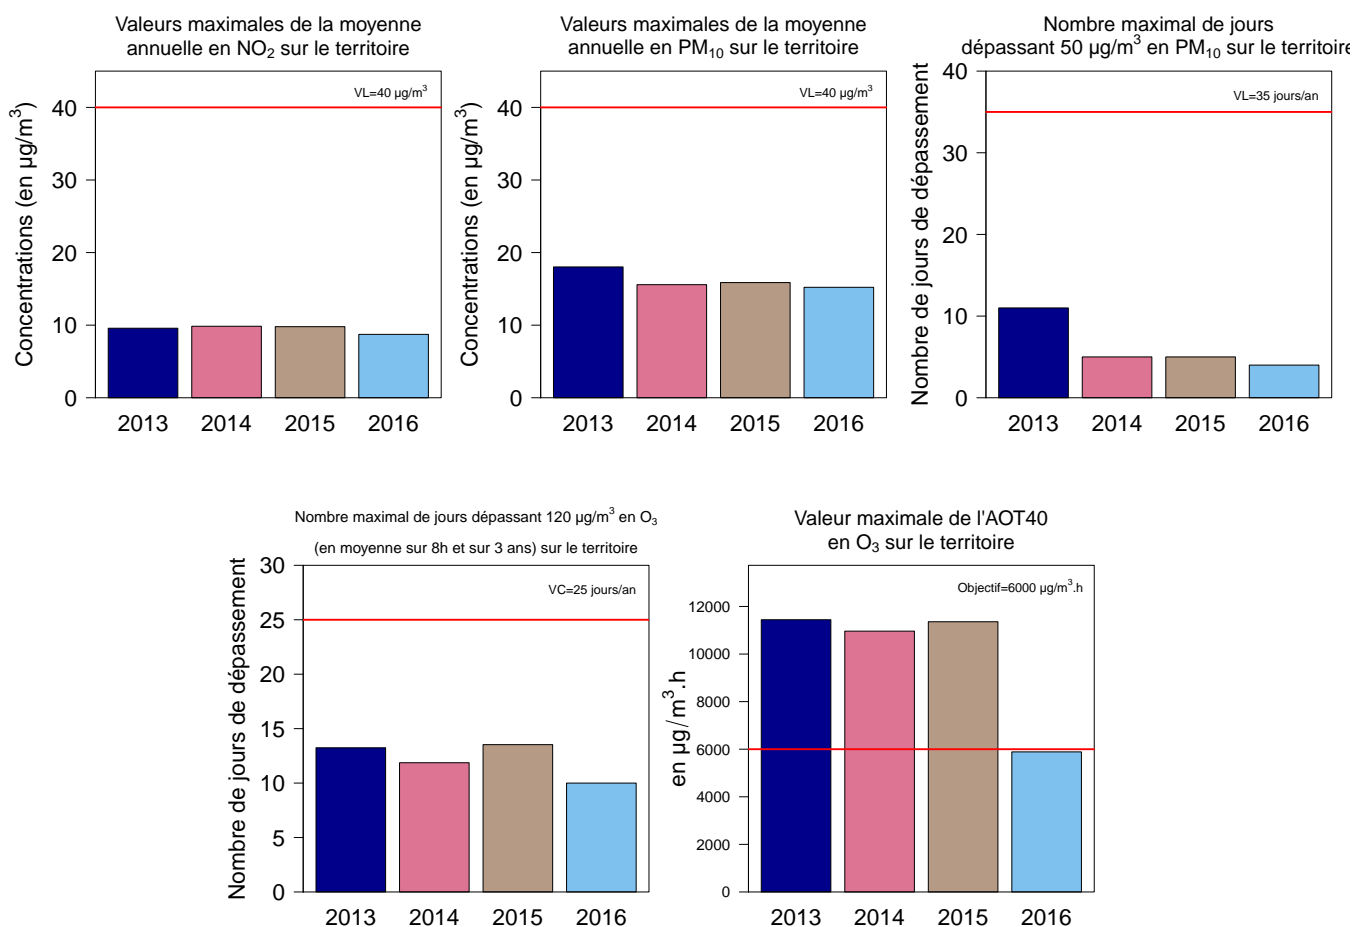 Valeurs maximales de la moyenne
annuelle en NO2 sur le territoire
Concentrations (en µg/m3)
VL=40 µg/m3
40
30
20
10
0
2013 2014 2015 2016
Valeurs maximales de la moyenne
annuelle en PM10 sur le territoire
Concentrations (en µg/m3)
VL=40 µg/m3
40
30
20
10
0
2013 2014 2015 2016
Nombre maximal de jours
dépassant 50 µg/m3 en PM10 sur le territoire
Nombre de jours de dépassement
VL=35 jours/an
40
30
20
10
0
2013 2014 2015 2016
Nombre maximal de jours dépassant 120 µg/m3 en O3
(en moyenne sur 8h et sur 3 ans) sur le territoire
Nombre de jours de dépassement
VC=25 jours/an
30
25
20
15
10
5
0
2013 2014 2015 2016
Valeur maximale de l'AOT40
en O3 sur le territoire
en µg/m3.h
Objectif=6000 µg/m3.h
12000
10000
8000
6000
4000
2000
0
2013 2014 2015 2016